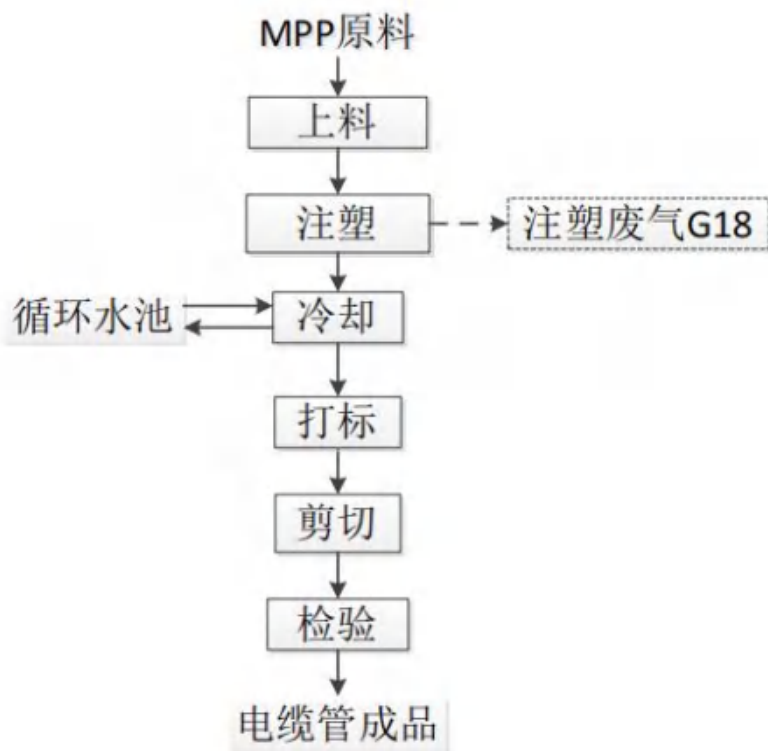 MPP原料
上料
注塑
注塑废气G18
循环水池
冷却
打标
剪切
检验
电缆管成品